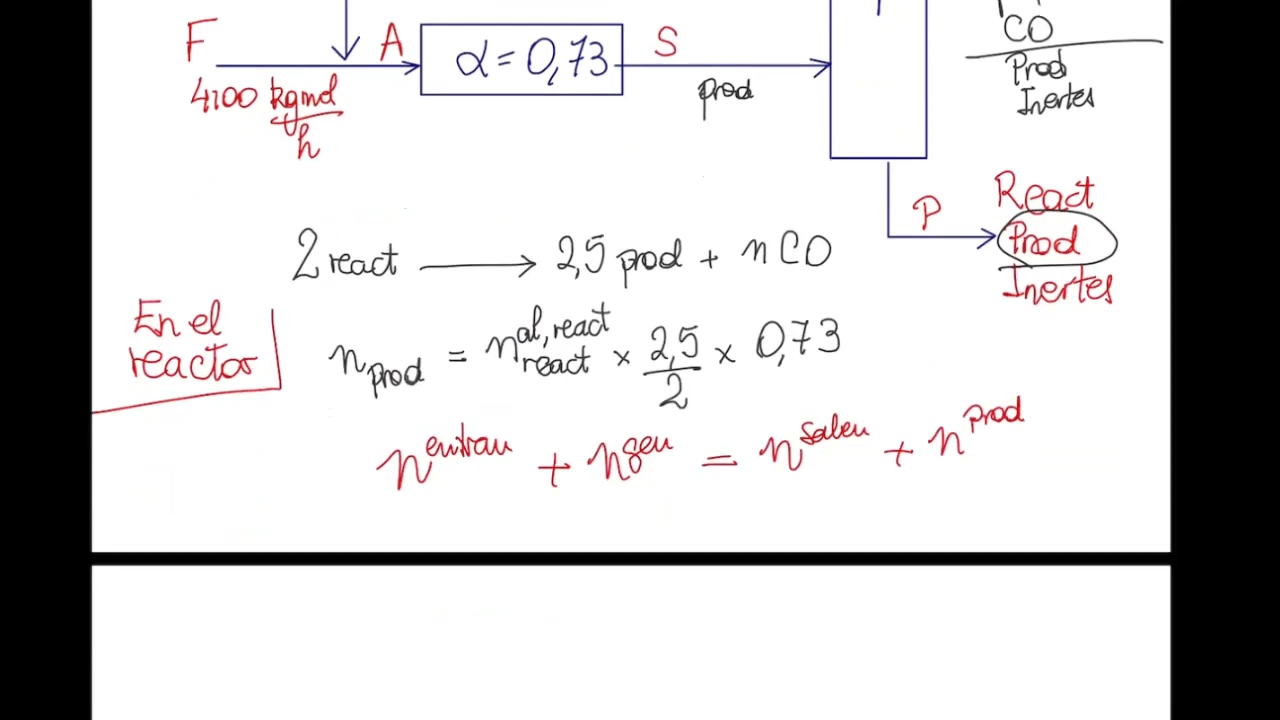 CO
F
A
α = 0,73
S
4100 kgmol
h
prod
Prod
Inertes
P
React
Prod
Inertes
2 react → 2,5 prod + n CO
En el
reactor
n prod = n react al, react × 2,5 / 2 × 0,73
n entran + n gen = n salen + n prod